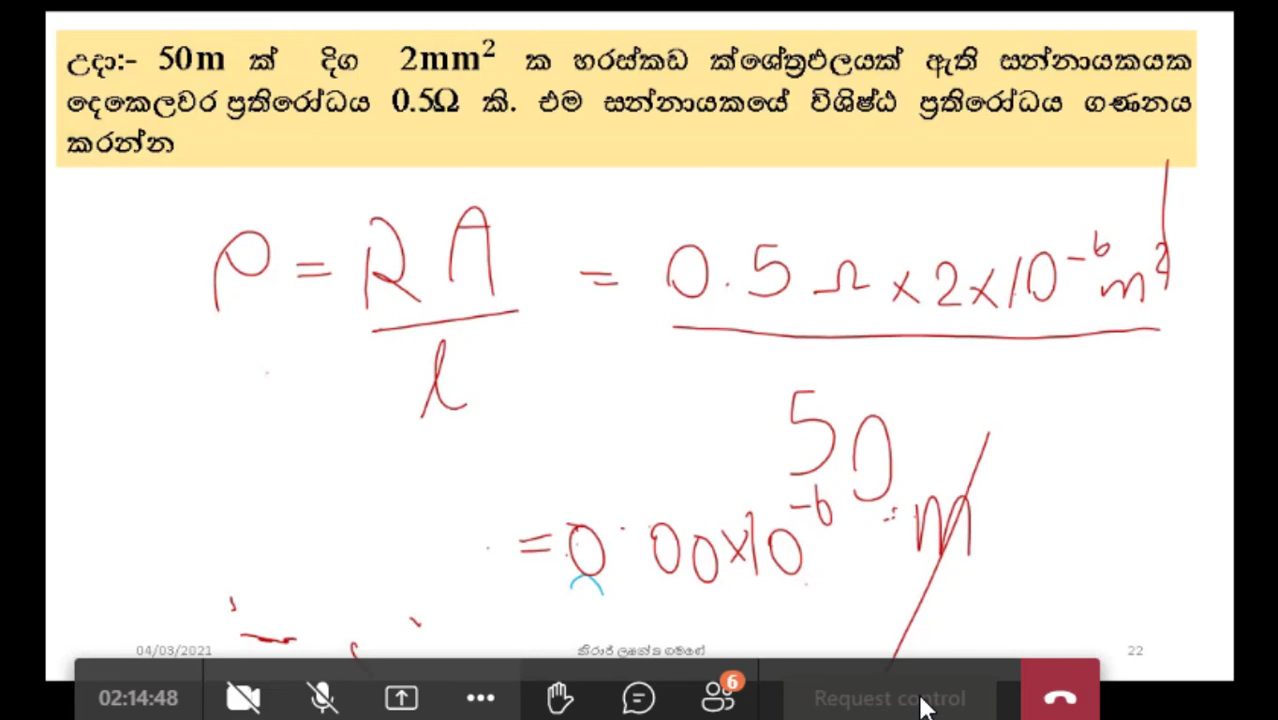 උදා:- 50m ක් දිග 2mm² ක හරස්කඩ ක්ශේත්‍රඵලයක් ඇති සන්නායකයක
දෙකෙලවර ප්‍රතිරෝධය 0.5Ω කි. එම සන්නායකයේ විශිෂ්ඨ ප්‍රතිරෝධය ගණනය
කරන්න
ρ = RA = 0.5 Ω × 2 × 10⁻⁶ m²
l
50 m
= 0.00×10⁻⁶
04/03/2021
22
02:14:48
6
Request control